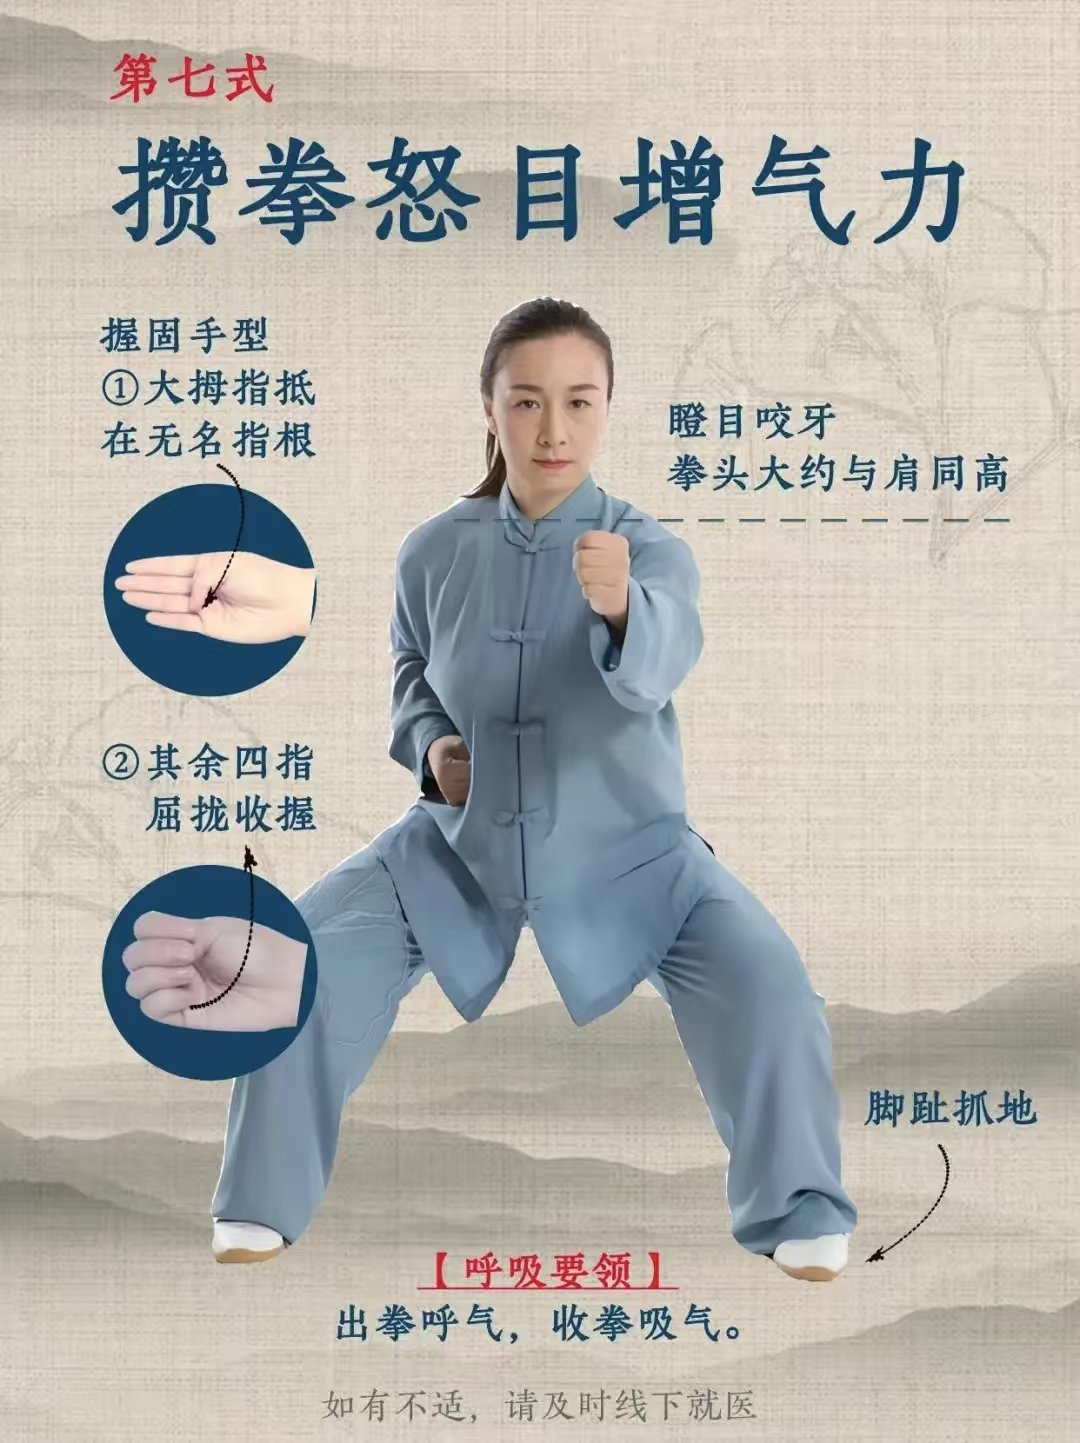 第七式
攒拳怒目增气力
握固手型
①大拇指抵
在无名指根
瞪目咬牙
拳头大约与肩同高
②其余四指
屈拢收握
脚趾抓地
【呼吸要领】
出拳呼气，收拳吸气。
如有不适，请及时线下就医